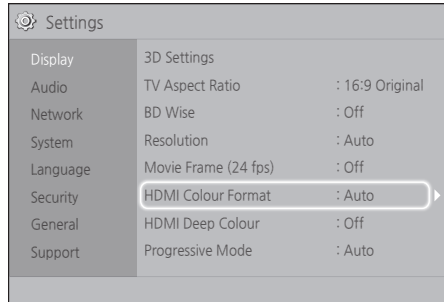 Settings
Display
Audio
Network
System
Language
Security
General
Support
3D Settings
TV Aspect Ratio : 16:9 Original
BD Wise : Off
Resolution : Auto
Movie Frame (24 fps) : Off
HDMI Colour Format : Auto
HDMI Deep Colour : Off
Progressive Mode : Auto